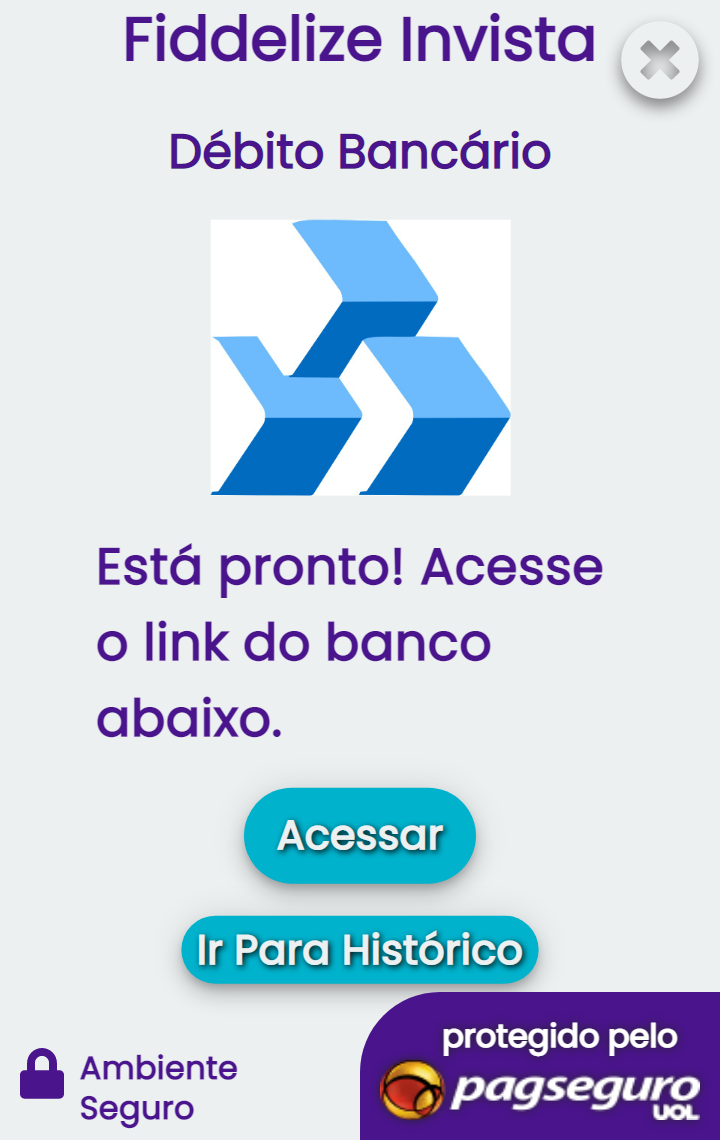 Fiddelize Invista
Débito Bancário
Está pronto! Acesse
o link do banco
abaixo.
Acessar
Ir Para Histórico
Ambiente
Seguro
protegido pelo
pagseguro
UOL